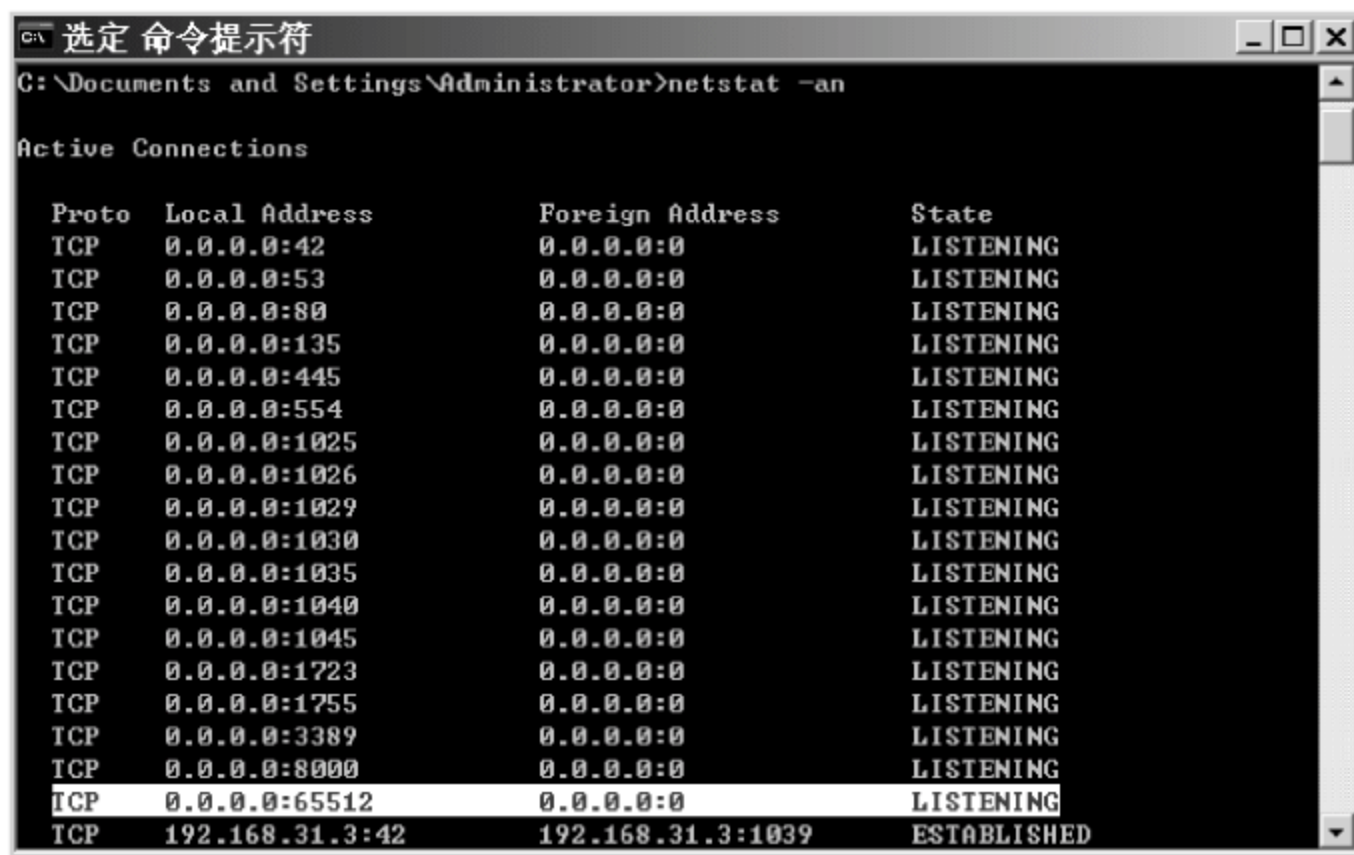 选定 命令提示符
C:\Documents and Settings\Administrator>netstat -an
Active Connections
Proto Local Address Foreign Address State
TCP 0.0.0.0:42 0.0.0.0:0 LISTENING
TCP 0.0.0.0:53 0.0.0.0:0 LISTENING
TCP 0.0.0.0:80 0.0.0.0:0 LISTENING
TCP 0.0.0.0:135 0.0.0.0:0 LISTENING
TCP 0.0.0.0:445 0.0.0.0:0 LISTENING
TCP 0.0.0.0:554 0.0.0.0:0 LISTENING
TCP 0.0.0.0:1025 0.0.0.0:0 LISTENING
TCP 0.0.0.0:1026 0.0.0.0:0 LISTENING
TCP 0.0.0.0:1029 0.0.0.0:0 LISTENING
TCP 0.0.0.0:1030 0.0.0.0:0 LISTENING
TCP 0.0.0.0:1035 0.0.0.0:0 LISTENING
TCP 0.0.0.0:1040 0.0.0.0:0 LISTENING
TCP 0.0.0.0:1045 0.0.0.0:0 LISTENING
TCP 0.0.0.0:1723 0.0.0.0:0 LISTENING
TCP 0.0.0.0:1755 0.0.0.0:0 LISTENING
TCP 0.0.0.0:3389 0.0.0.0:0 LISTENING
TCP 0.0.0.0:8000 0.0.0.0:0 LISTENING
TCP 0.0.0.0:65512 0.0.0.0:0 LISTENING
TCP 192.168.31.3:42 192.168.31.3:1039 ESTABLISHED